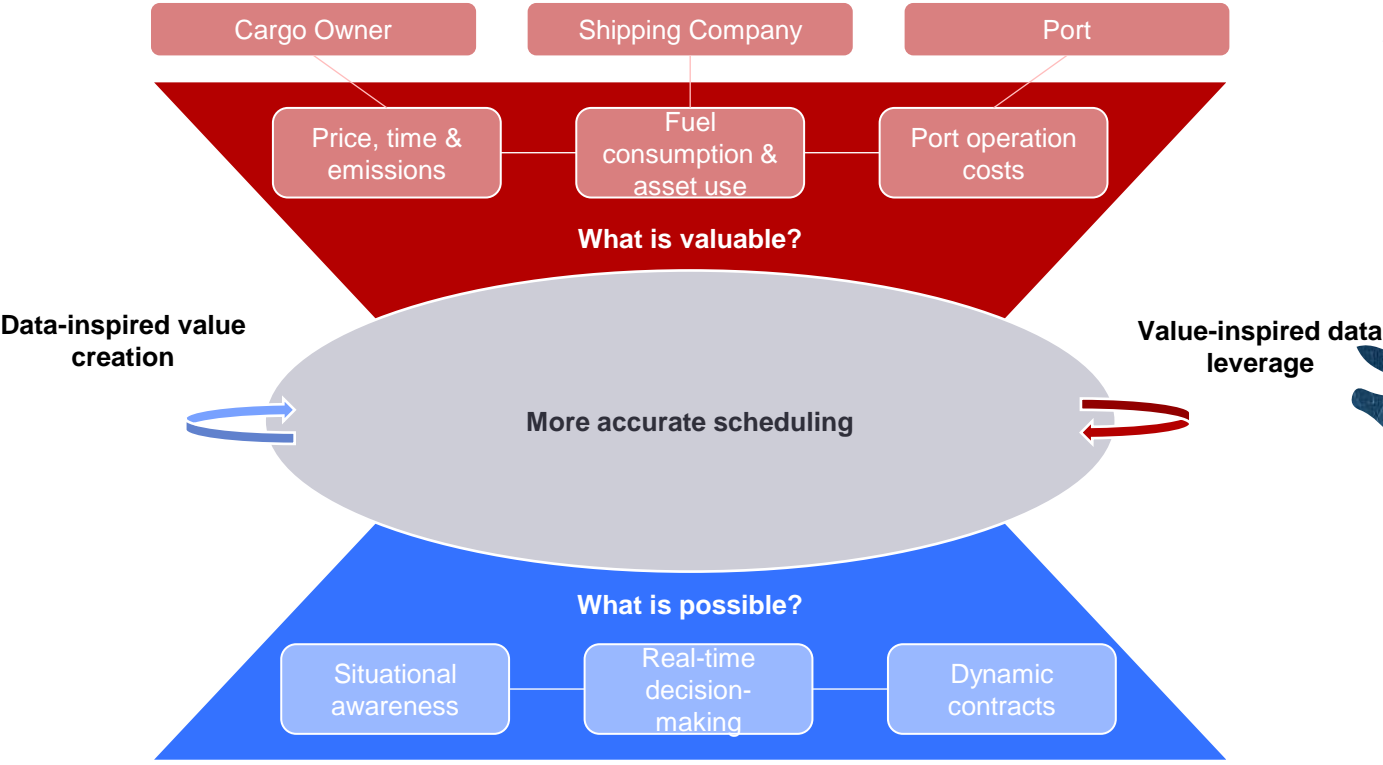 Cargo Owner
Shipping Company
Port
Price, time &
emissions
Fuel
consumption &
asset use
Port operation
costs
What is valuable?
Data-inspired value
creation
Value-inspired data
leverage
More accurate scheduling
What is possible?
Situational
awareness
Real-time
decision-
making
Dynamic
contracts